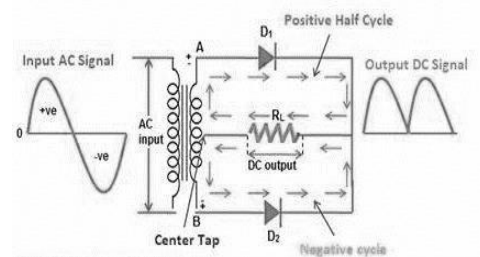 Positive Half Cycle
D1
A
+
-
Input AC Signal
Output DC Signal
+ve
AC
input
RL
0
-ve
DC output
B
Center Tap
D2
Negative cycle